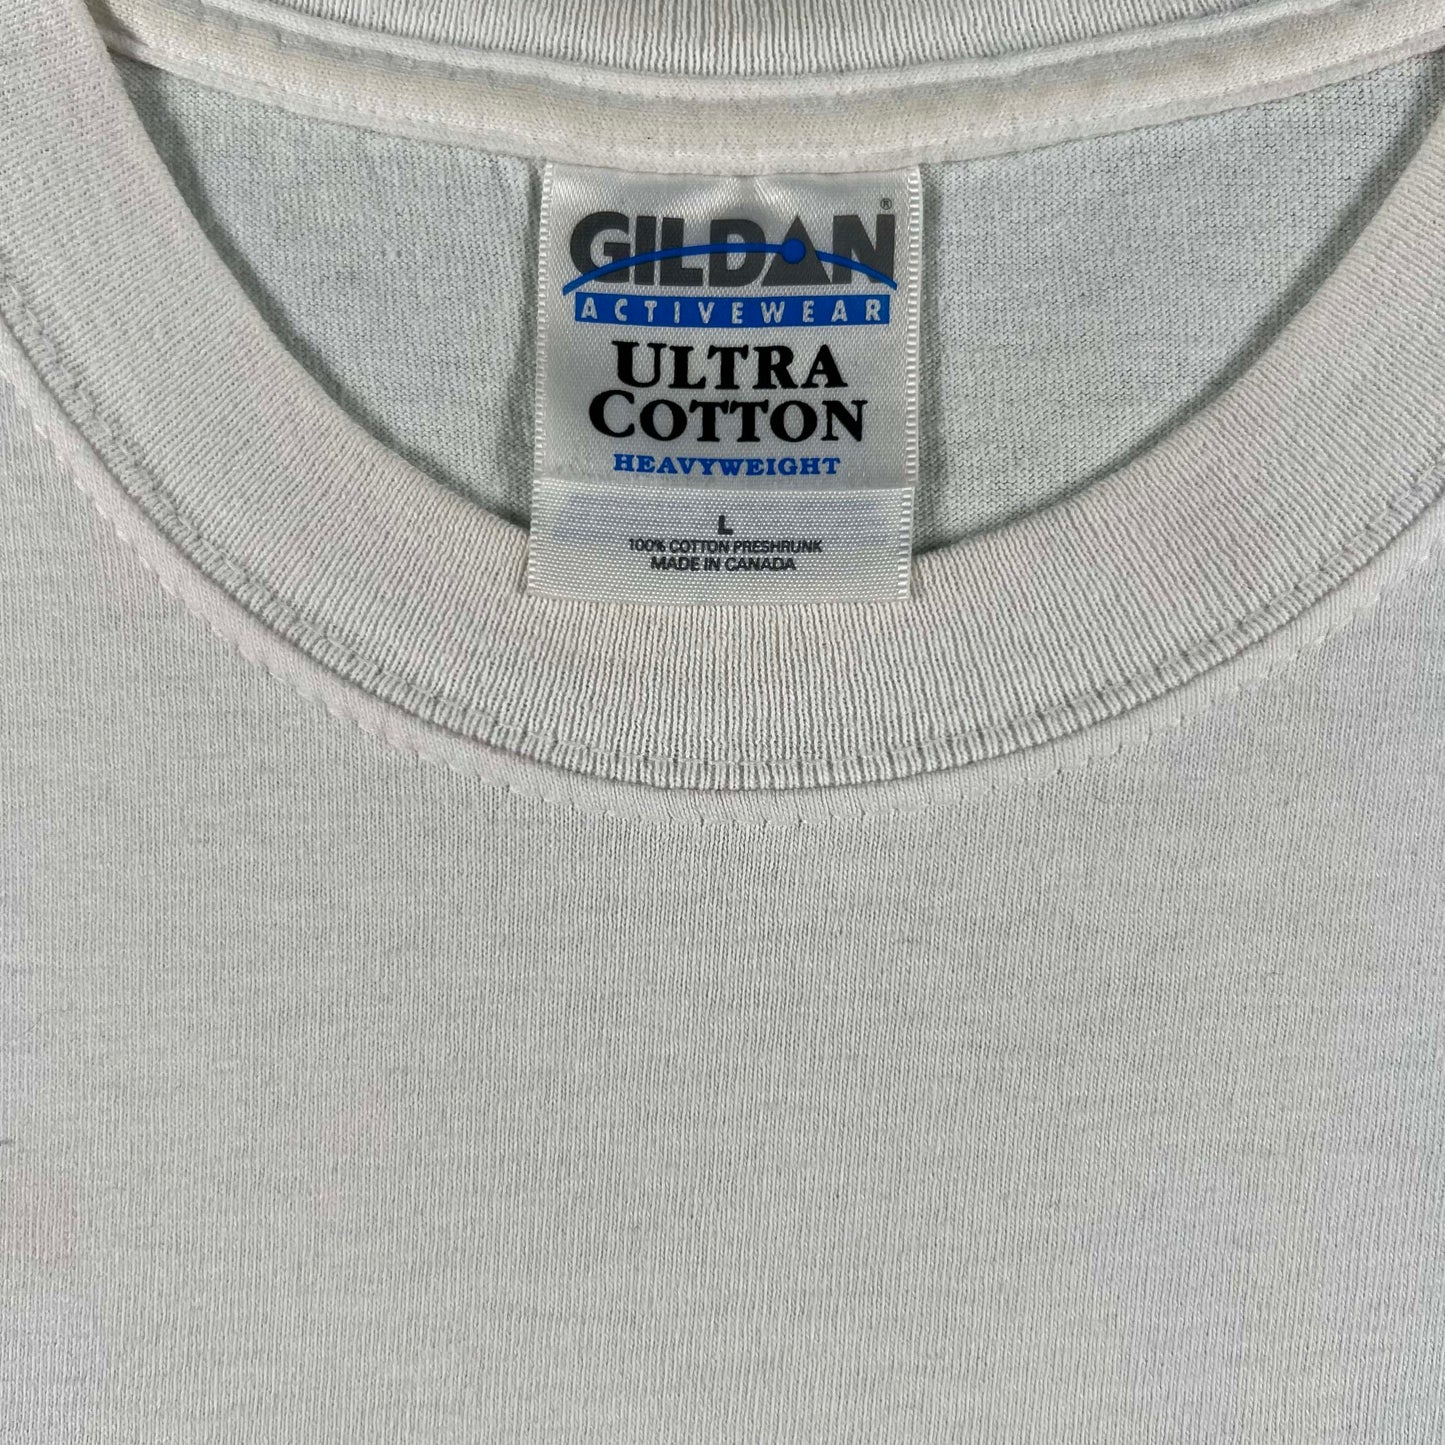 GILDAN®
ACTIVEWEAR
ULTRA
COTTON
HEAVYWEIGHT
L
100% COTTON PRESHRUNK
MADE IN CANADA